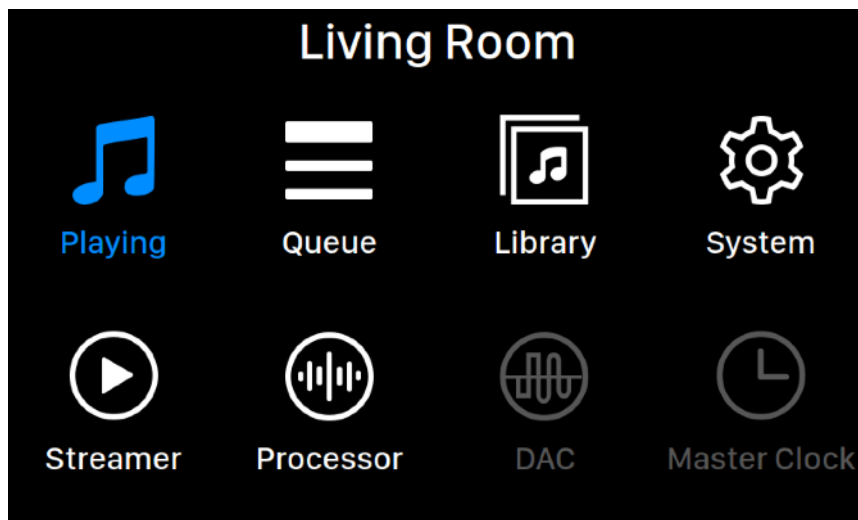 Living Room
Playing Queue Library System
Streamer Processor DAC Master Clock